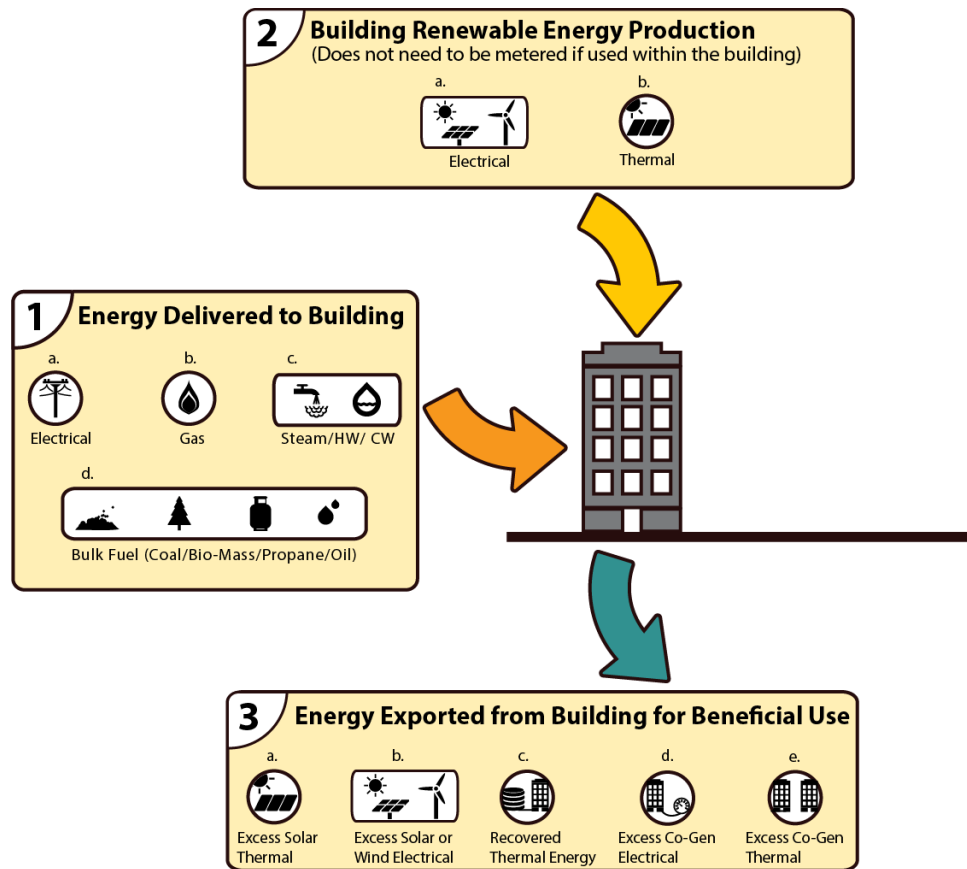 2
Building Renewable Energy Production
(Does not need to be metered if used within the building)
a.
b.
Electrical
Thermal
1
Energy Delivered to Building
a.
b.
c.
Electrical
Gas
Steam/HW/ CW
d.
Bulk Fuel (Coal/Bio-Mass/Propane/Oil)
3
Energy Exported from Building for Beneficial Use
a.
b.
c.
d.
e.
Excess Solar
Thermal
Excess Solar or
Wind Electrical
Recovered
Thermal Energy
Excess Co-Gen
Electrical
Excess Co-Gen
Thermal